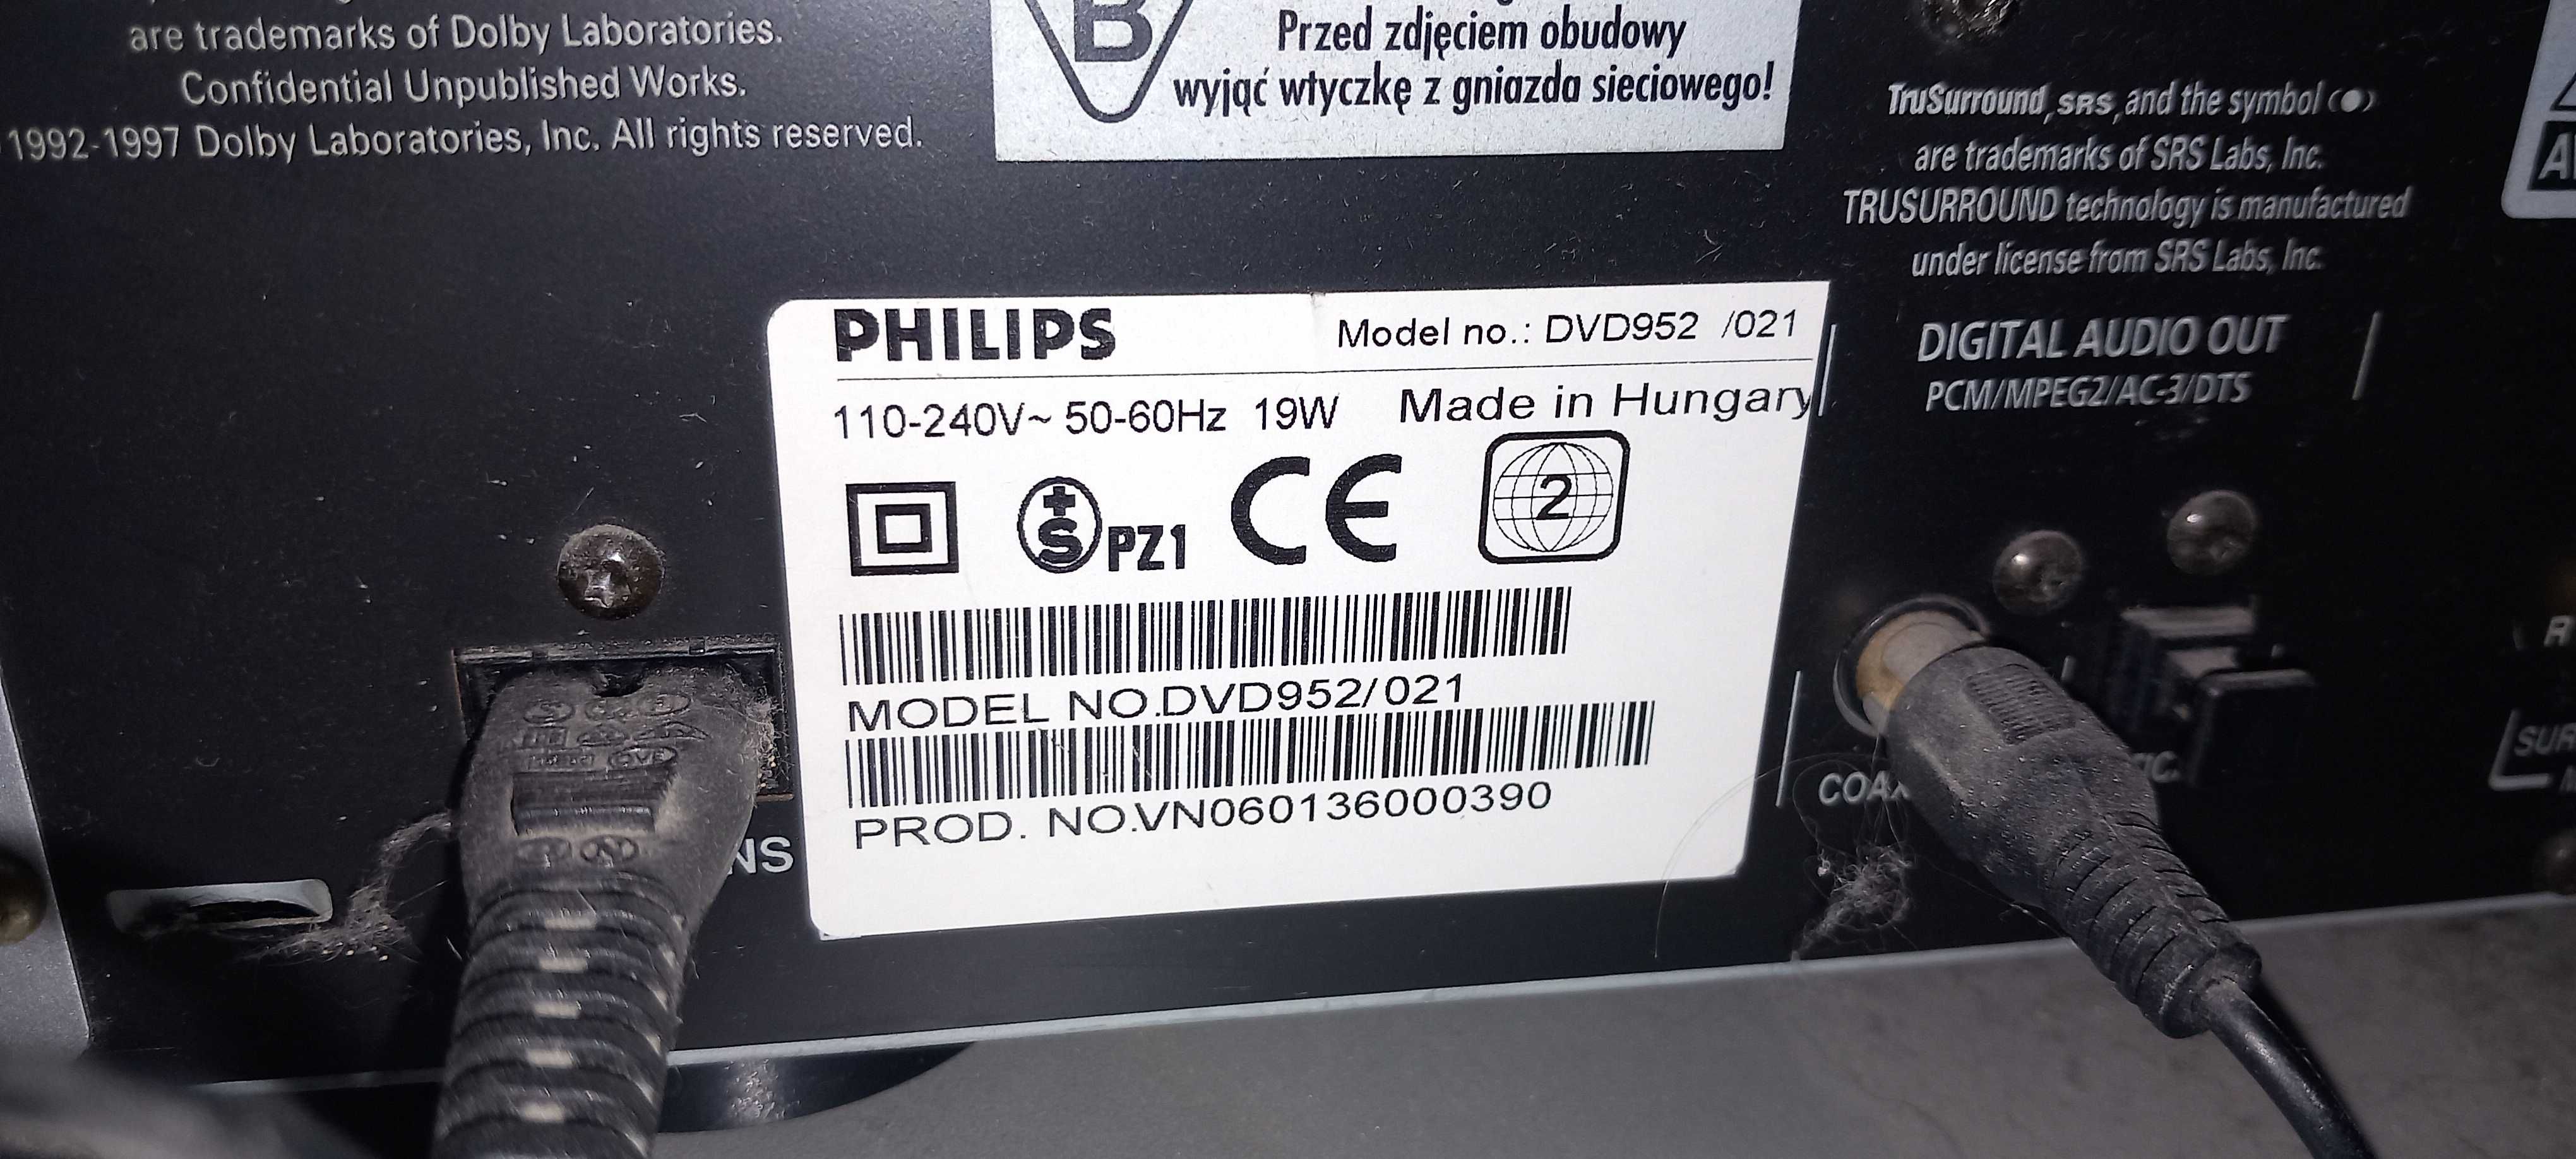 are trademarks of Dolby Laboratories.
Confidential Unpublished Works.
1992-1997 Dolby Laboratories, Inc. All rights reserved.
B
Przed zdjęciem obudowy
wyjąć wtyczkę z gniazda sieciowego!
TruSurround, SRS, and the symbol (●)
are trademarks of SRS Labs, Inc.
TRUSURROUND technology is manufactured
under license from SRS Labs, Inc.
PHILIPS Model no.: DVD952 /021
110-240V~ 50-60Hz 19W Made in Hungary
+S PZ1 CE 2
MODEL NO.DVD952/021
PROD. NO.VN060136000390
DIGITAL AUDIO OUT
PCM/MPEG2/AC-3/DTS